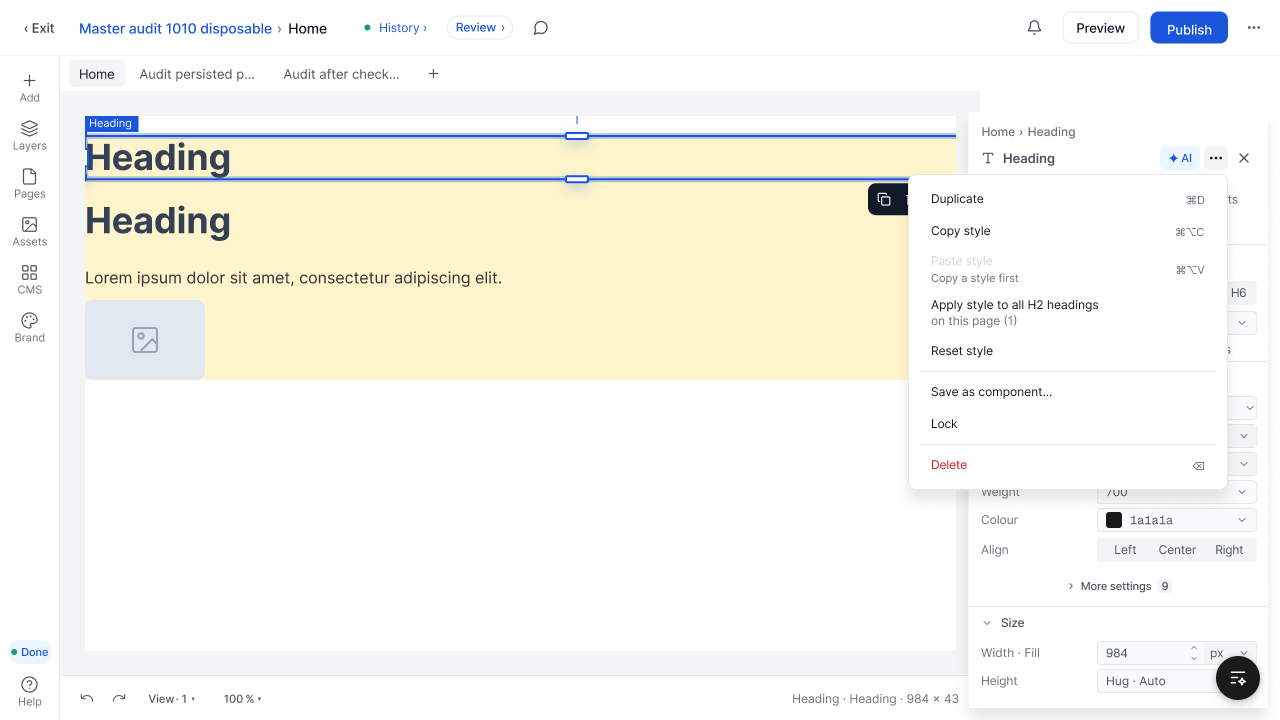 ‹ Exit
Master audit 1010 disposable › Home
History ›
Review ›
Preview
Publish
Home
Audit persisted p...
Audit after check...
Add
Layers
Pages
Assets
CMS
Brand
Done
Help
Heading
Heading
Heading
Lorem ipsum dolor sit amet, consectetur adipiscing elit.
Home › Heading
Heading
AI
ts
Duplicate ⌘D
Copy style ⌘⌥C
Paste style ⌘⌥V
Copy a style first
Apply style to all H2 headings
on this page (1)
Reset style
Save as component...
Lock
Delete ⌫
H6
s
Weight 700
Colour 1a1a1a
Align Left Center Right
More settings 9
Size
Width · Fill 984 px
Height Hug · Auto
View · 1
100 %
Heading · Heading · 984 × 43